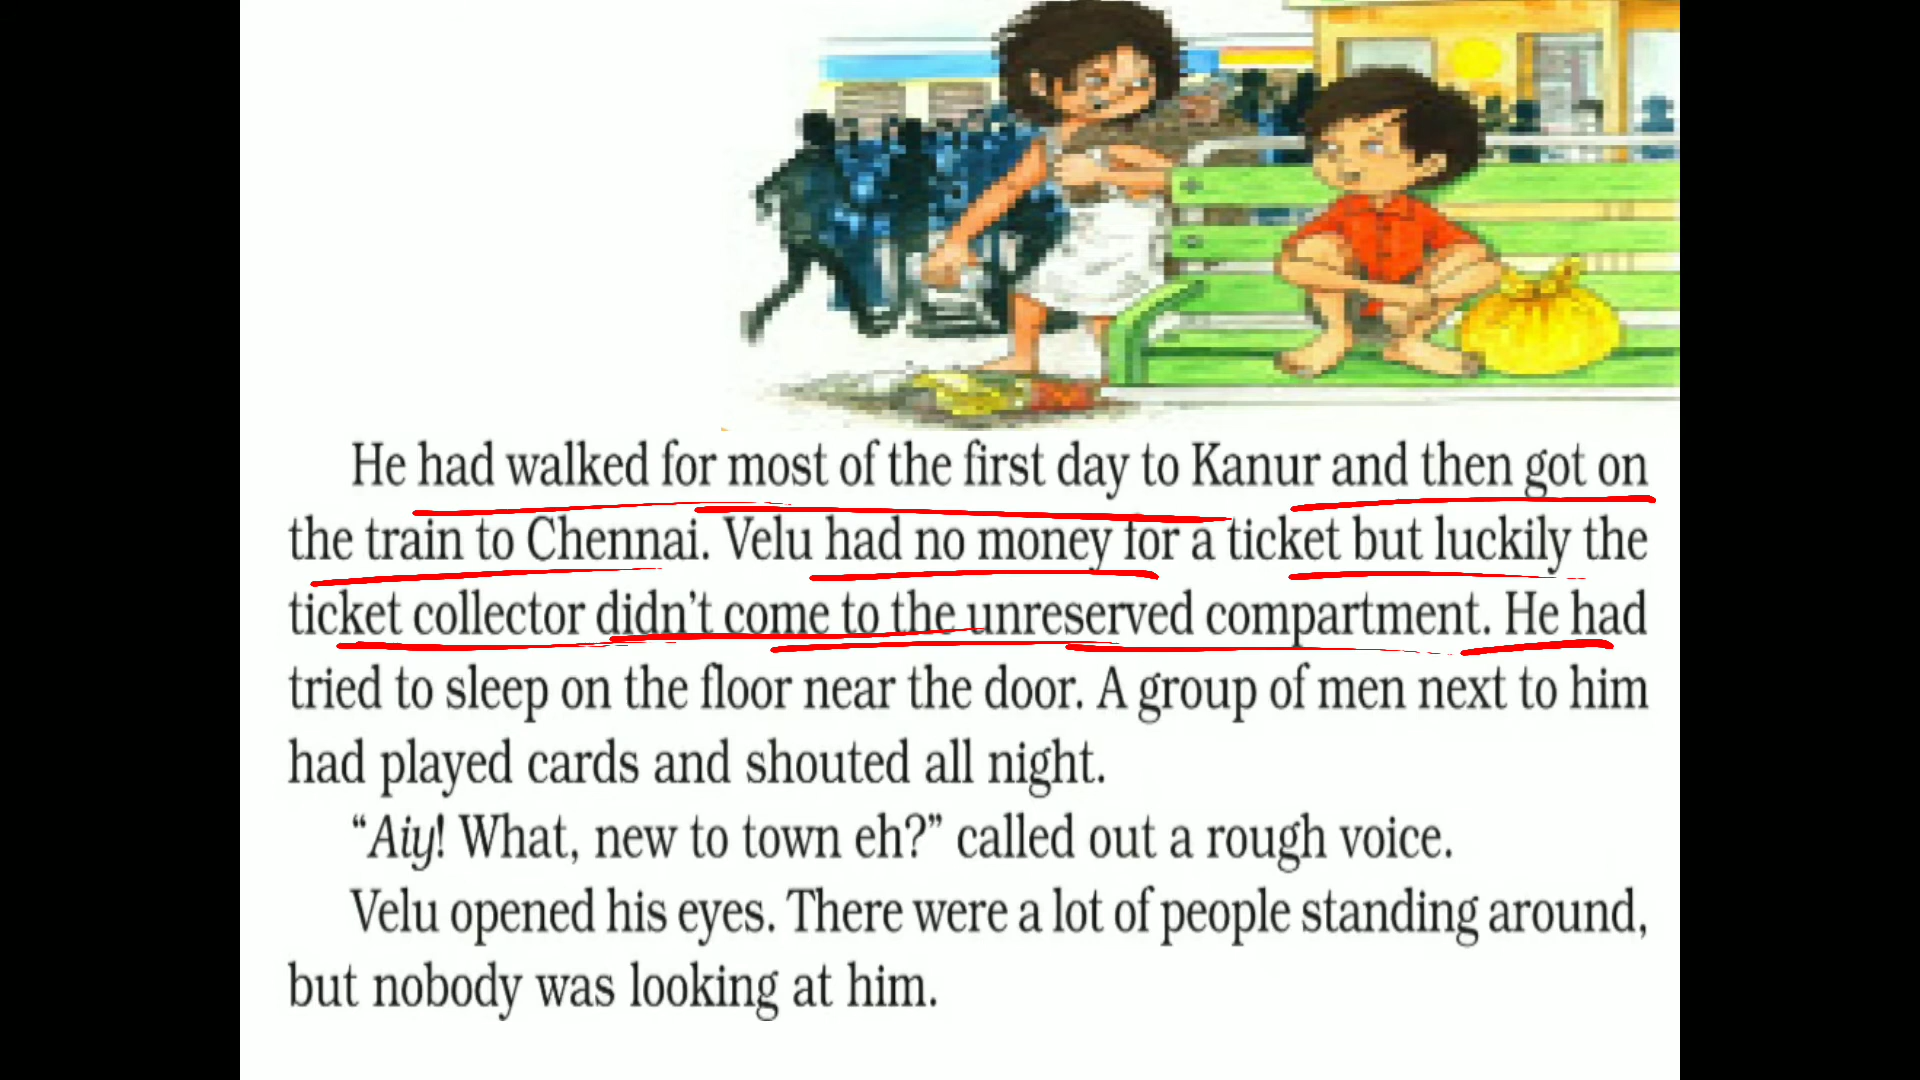 He had walked for most of the first day to Kanur and then got on
the train to Chennai. Velu had no money for a ticket but luckily the
ticket collector didn’t come to the unreserved compartment. He had
tried to sleep on the floor near the door. A group of men next to him
had played cards and shouted all night.
“Aiy! What, new to town eh?” called out a rough voice.
Velu opened his eyes. There were a lot of people standing around,
but nobody was looking at him.